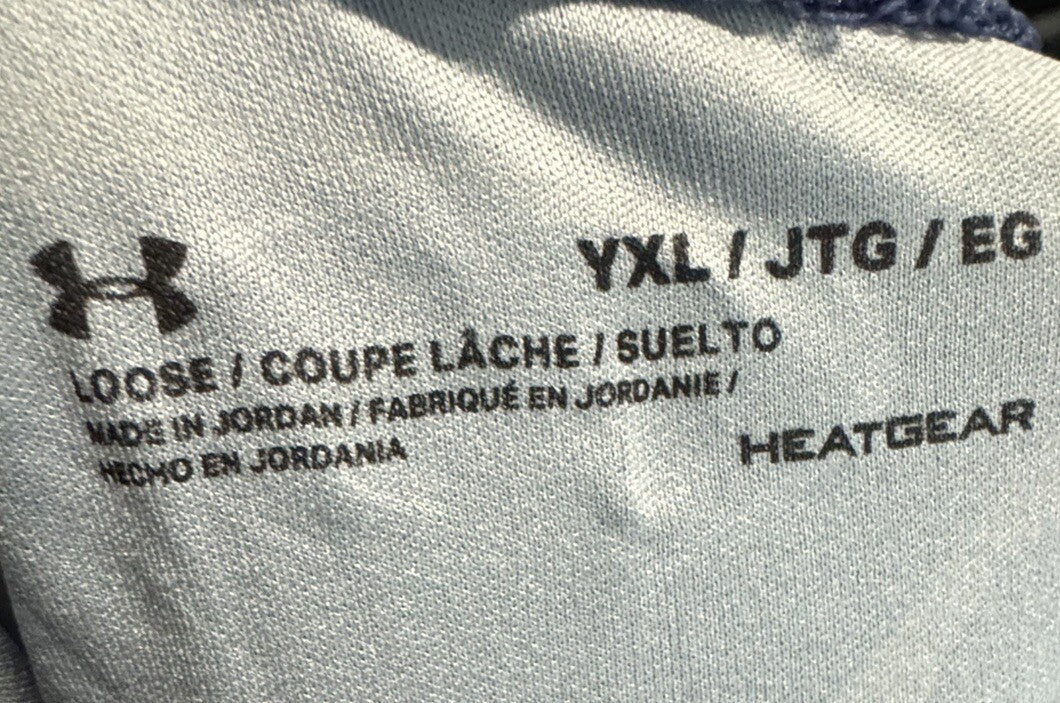 YXL / JTG / EG
LOOSE / COUPE LÂCHE / SUELTO
MADE IN JORDAN / FABRIQUÉ EN JORDANIE /
HECHO EN JORDANIA
HEATGEAR